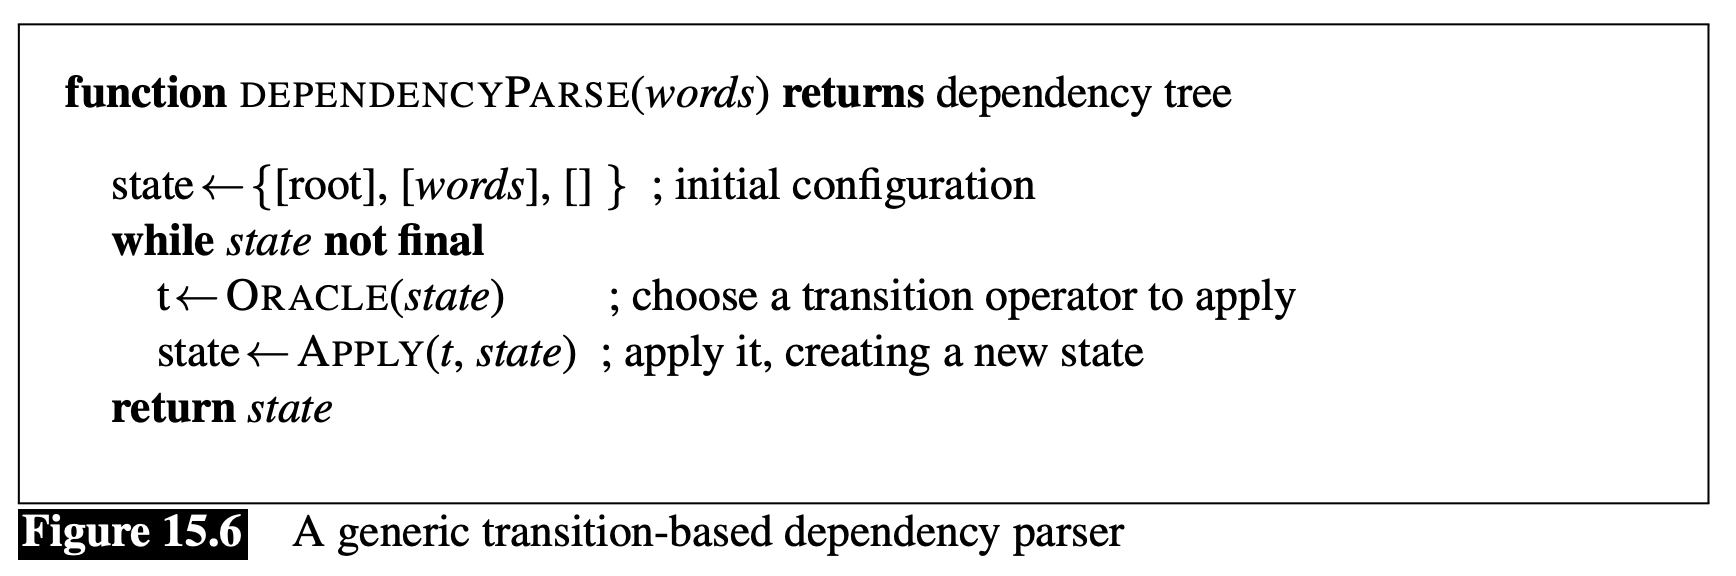 function DEPENDENCYPARSE(words) returns dependency tree
state ← {[root], [words], [] } ; initial configuration
while state not final
t ← ORACLE(state) ; choose a transition operator to apply
state ← APPLY(t, state) ; apply it, creating a new state
return state
Figure 15.6 A generic transition-based dependency parser